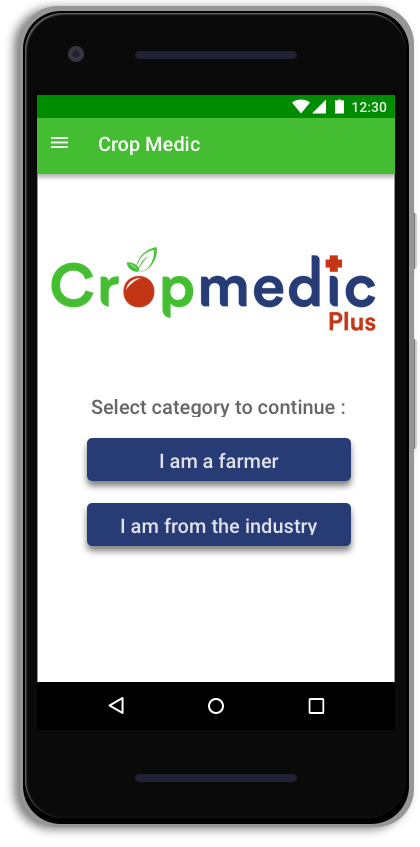 12:30
Crop Medic
Cropmedic
Plus
Select category to continue :
I am a farmer
I am from the industry